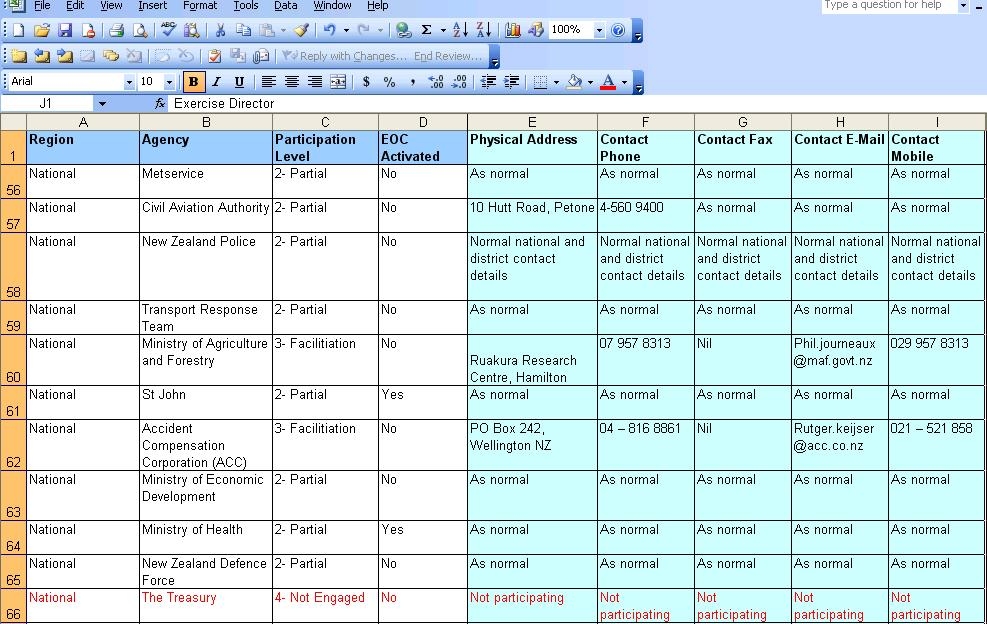 File Edit View Insert Format Tools Data Window Help Type a question for help
100%
Reply with Changes... End Review...
Arial 10 B I U $ % ,
J1 fx Exercise Director
A B C D E F G H I
1 Region Agency Participation Level EOC Activated Physical Address Contact Phone Contact Fax Contact E-Mail Contact Mobile
56 National Metservice 2- Partial No As normal As normal As normal As normal As normal
57 National Civil Aviation Authority 2- Partial No 10 Hutt Road, Petone 4-560 9400 As normal As normal As normal
58 National New Zealand Police 2- Partial No Normal national and district contact details Normal national and district contact details Normal national and district contact details Normal national and district contact details Normal national and district contact details
59 National Transport Response Team 2- Partial No As normal As normal As normal As normal As normal
60 National Ministry of Agriculture and Forestry 3- Facilitiation No Ruakura Research Centre, Hamilton 07 957 8313 Nil Phil.journeaux @maf.govt.nz 029 957 8313
61 National St John 2- Partial Yes As normal As normal As normal As normal As normal
62 National Accident Compensation Corporation (ACC) 3- Facilitiation No PO Box 242, Wellington NZ 04 – 816 8861 Nil Rutger.keijser @acc.co.nz 021 – 521 858
63 National Ministry of Economic Development 2- Partial No As normal As normal As normal As normal As normal
64 National Ministry of Health 2- Partial Yes As normal As normal As normal As normal As normal
65 National New Zealand Defence Force 2- Partial No As normal As normal As normal As normal As normal
66 National The Treasury 4- Not Engaged No Not participating Not participating Not participating Not participating Not participating